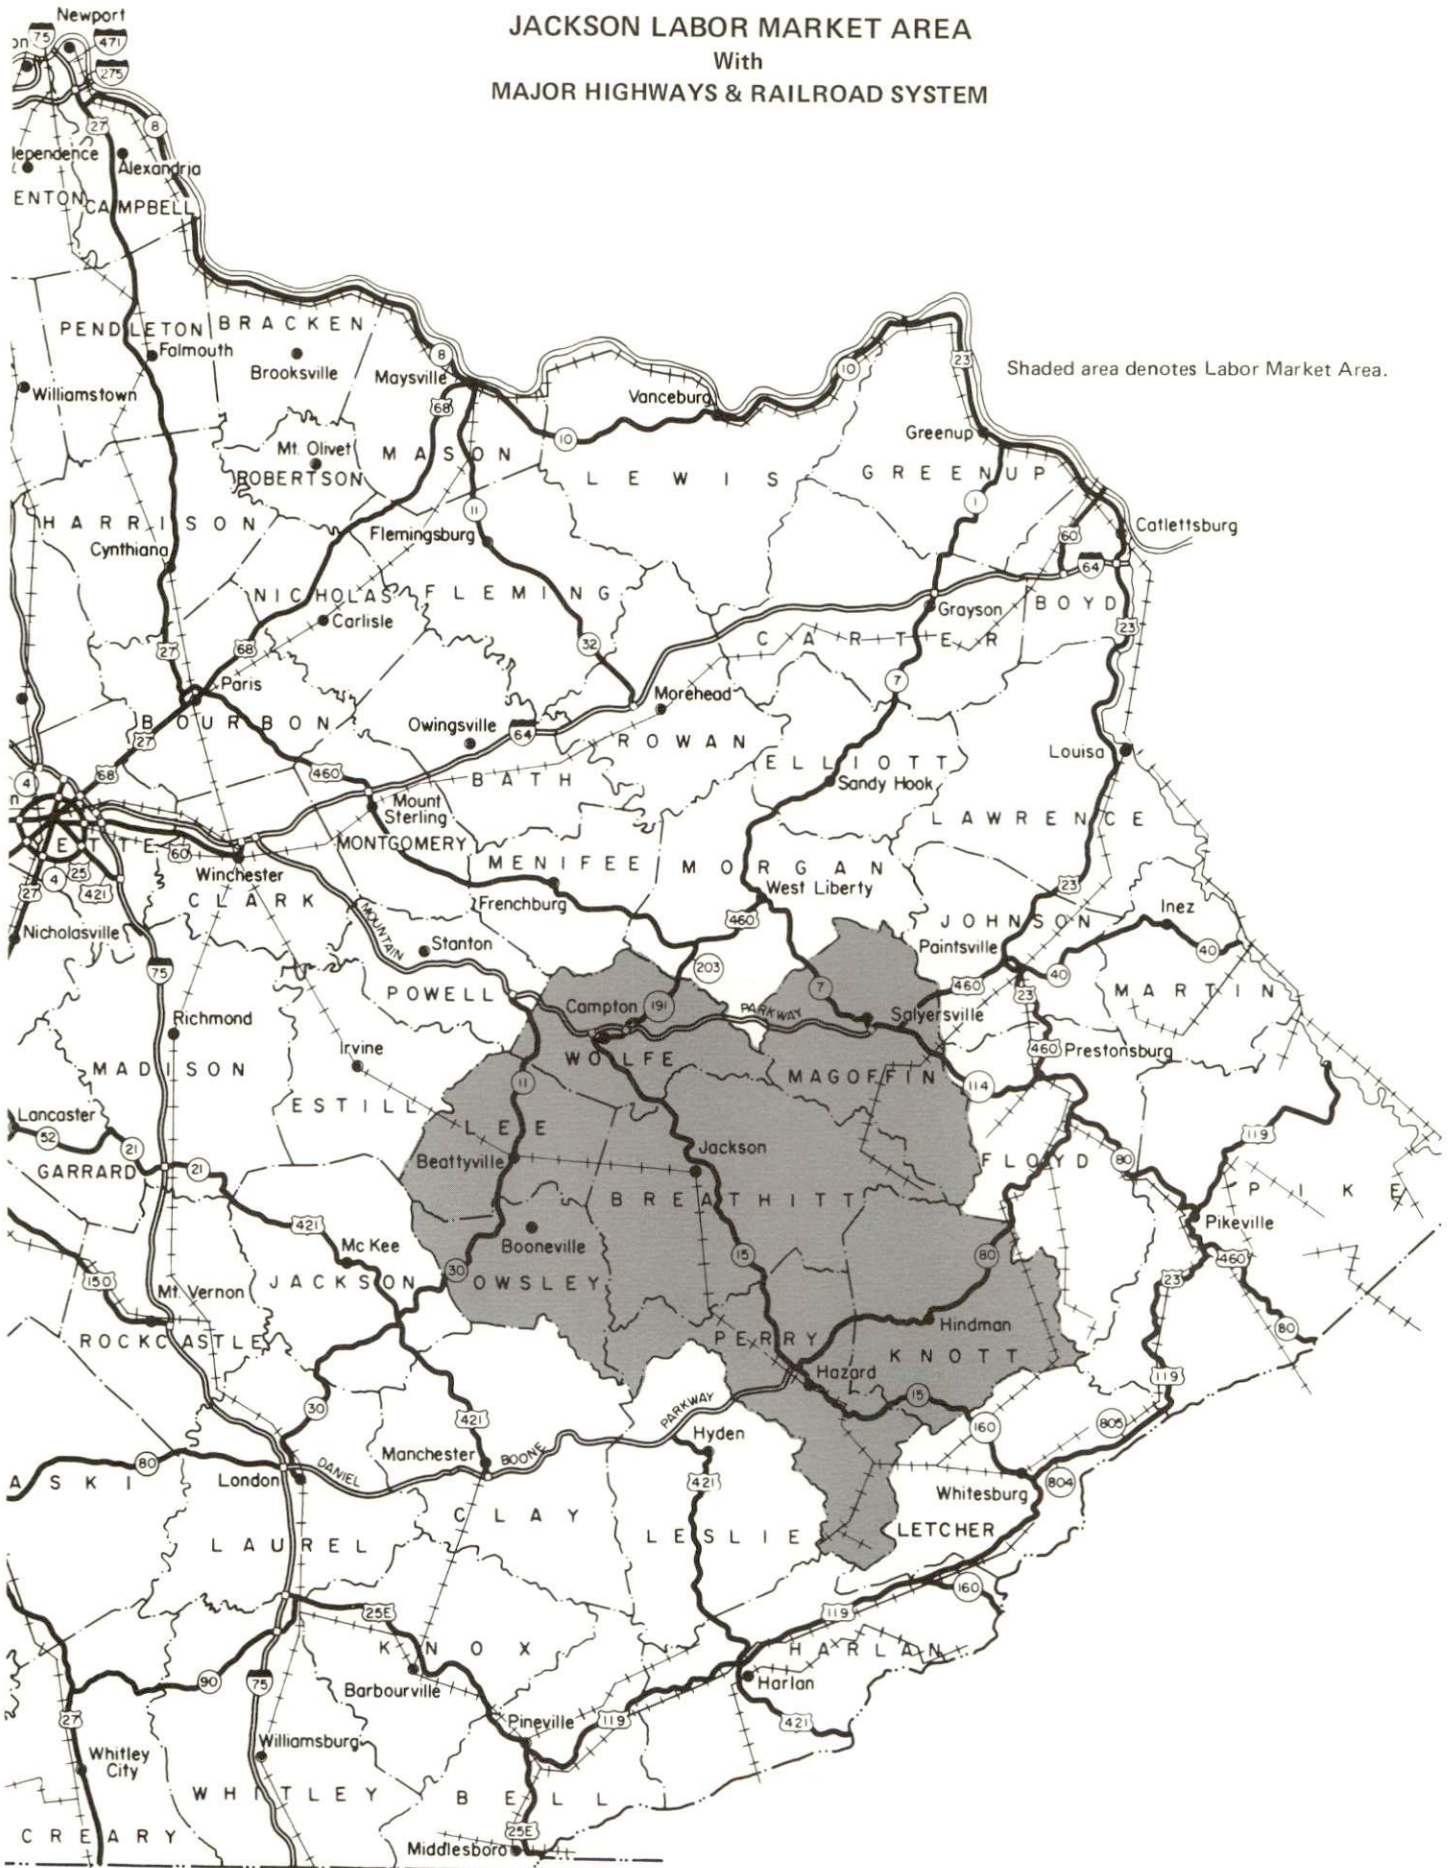 JACKSON LABOR MARKET AREA
With
MAJOR HIGHWAYS & RAILROAD SYSTEM
Shaded area denotes Labor Market Area.
Newport
75
471
275
27
8
Alexandria
CAMPBELL
PENDLETON
BRACKEN
Falmouth
Brooksville
Williamstown
Maysville
8
68
Vanceburg
10
23
Greenup
Mt. Olivet
MASON
10
ROBERTSON
LEWIS
GREENUP
HARRISON
11
1
Catlettsburg
Cynthiana
Flemingsburg
60
64
NICHOLAS
FLEMING
Grayson
BOYD
Carlisle
32
CARTER
23
27
68
Paris
7
Morehead
BOURBON
Owingsville
64
ROWAN
27
Louisa
68
460
BATH
ELLIOTT
4
Sandy Hook
Mount
Sterling
LAWRENCE
MONTGOMERY
60
MENIFEE
MORGAN
Winchester
25
4
421
27
CLARK
Frenchburg
West Liberty
23
460
JOHNSON
Inez
Nicholasville
MOUNTAIN
Stanton
Paintsville
40
75
203
40
460
POWELL
7
23
MARTIN
Campton
191
PARKWAY
Salyersville
Richmond
WOLFE
460
Prestonsburg
Irvine
MADISON
11
MAGOFFIN
114
ESTILL
LEE
Lancaster
52
21
119
Jackson
80
GARRARD
21
Beattyville
FLOYD
BREATHITT
PIKE
421
Pikeville
Mc Kee
Booneville
15
80
460
150
JACKSON
30
OWSLEY
23
Mt. Vernon
Hindman
80
ROCKCASTLE
PERRY
KNOTT
Hazard
119
30
15
PARKWAY
421
160
805
Hyden
Manchester
BOONE
80
DANIEL
London
421
Whitesburg
804
ASKI
CLAY
LESLIE
LETCHER
LAUREL
160
25E
119
KNOX
HARLAN
90
75
Harlan
Barbourville
27
Pineville
119
421
Williamsburg
Whitley
City
WHITLEY
BELL
CREARY
25E
Middlesboro